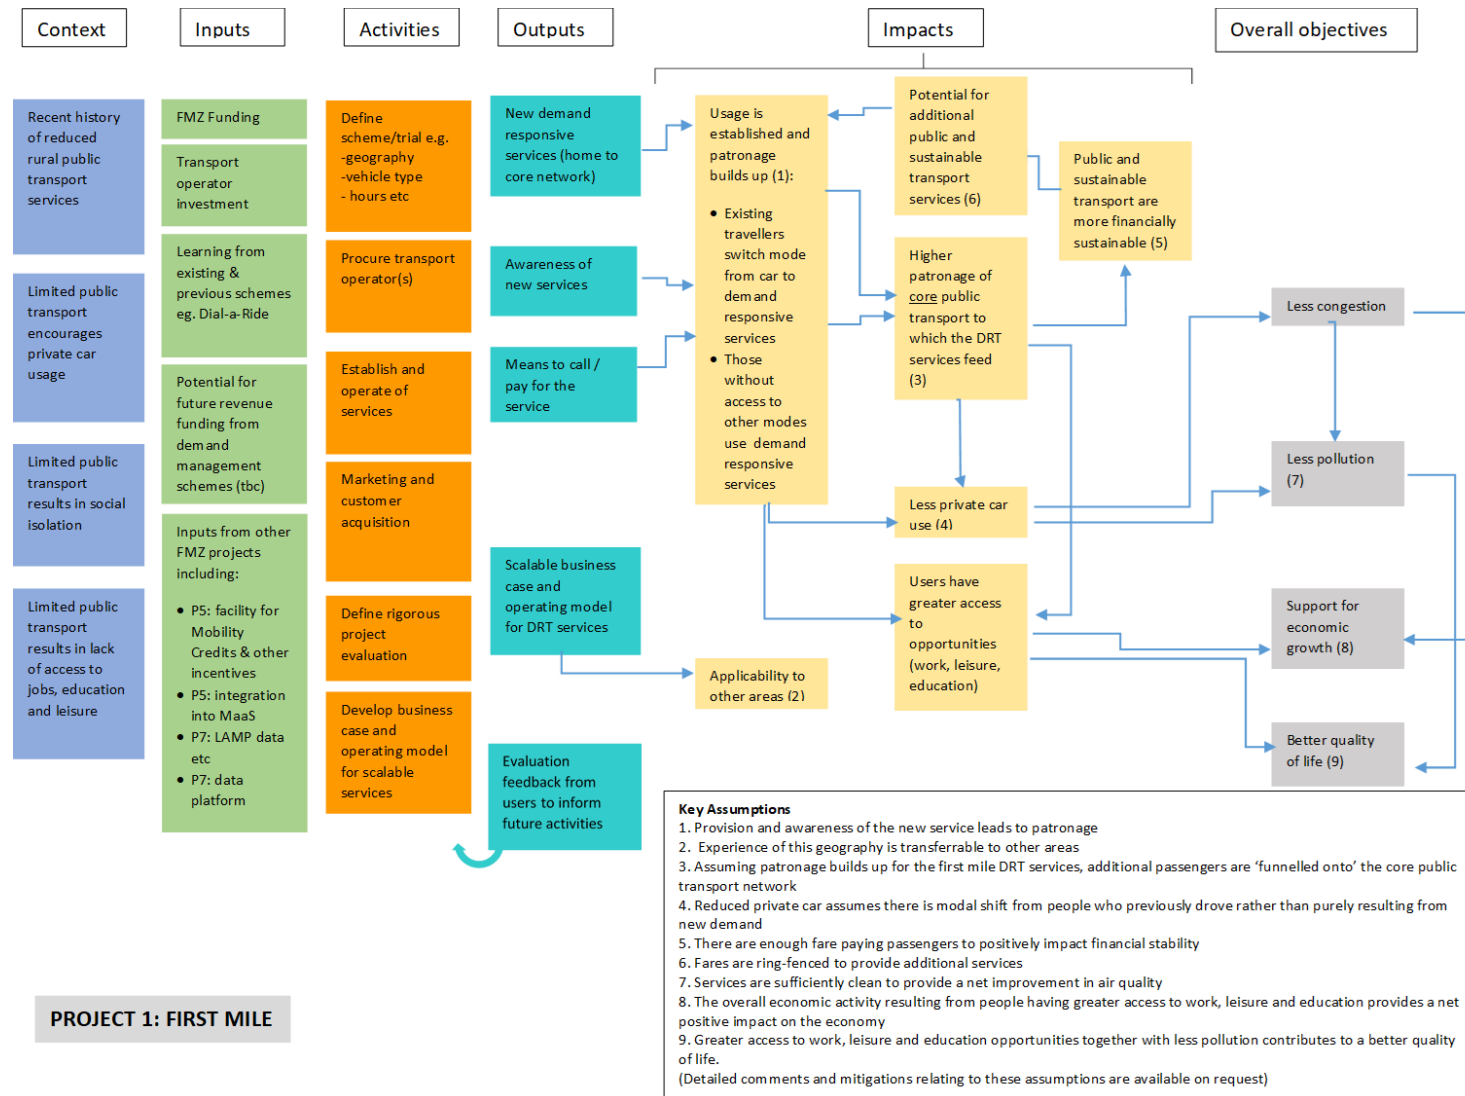 Context
Inputs
Activities
Outputs
Impacts
Overall objectives
Recent history
of reduced
rural public
transport
services
Limited public
transport
encourages
private car
usage
Limited public
transport
results in social
isolation
Limited public
transport
results in lack
of access to
jobs, education
and leisure
FMZ Funding
Transport
operator
investment
Learning from
existing &
previous schemes
eg. Dial-a-Ride
Potential for
future revenue
funding from
demand
management
schemes (tbc)
Inputs from other
FMZ projects
including:
• P5: facility for
Mobility
Credits & other
incentives
• P5: integration
into MaaS
• P7: LAMP data
etc
• P7: data
platform
Define
scheme/trial e.g.
-geography
-vehicle type
- hours etc
Procure transport
operator(s)
Establish and
operate of
services
Marketing and
customer
acquisition
Define rigorous
project
evaluation
Develop business
case and
operating model
for scalable
services
New demand
responsive
services (home to
core network)
Awareness of
new services
Means to call /
pay for the
service
Scalable business
case and
operating model
for DRT services
Evaluation
feedback from
users to inform
future activities
Usage is
established and
patronage
builds up (1):
• Existing
travellers
switch mode
from car to
demand
responsive
services
• Those
without
access to
other modes
use demand
responsive
services
Applicability to
other areas (2)
Potential for
additional
public and
sustainable
transport
services (6)
Higher
patronage of
core public
transport to
which the DRT
services feed
(3)
Less private car
use (4)
Users have
greater access
to
opportunities
(work, leisure,
education)
Public and
sustainable
transport are
more financially
sustainable (5)
Less congestion
Less pollution
(7)
Support for
economic
growth (8)
Better quality
of life (9)
Key Assumptions
1. Provision and awareness of the new service leads to patronage
2. Experience of this geography is transferrable to other areas
3. Assuming patronage builds up for the first mile DRT services, additional passengers are ‘funnelled onto’ the core public
transport network
4. Reduced private car assumes there is modal shift from people who previously drove rather than purely resulting from
new demand
5. There are enough fare paying passengers to positively impact financial stability
6. Fares are ring-fenced to provide additional services
7. Services are sufficiently clean to provide a net improvement in air quality
8. The overall economic activity resulting from people having greater access to work, leisure and education provides a net
positive impact on the economy
9. Greater access to work, leisure and education opportunities together with less pollution contributes to a better quality
of life.
(Detailed comments and mitigations relating to these assumptions are available on request)
PROJECT 1: FIRST MILE